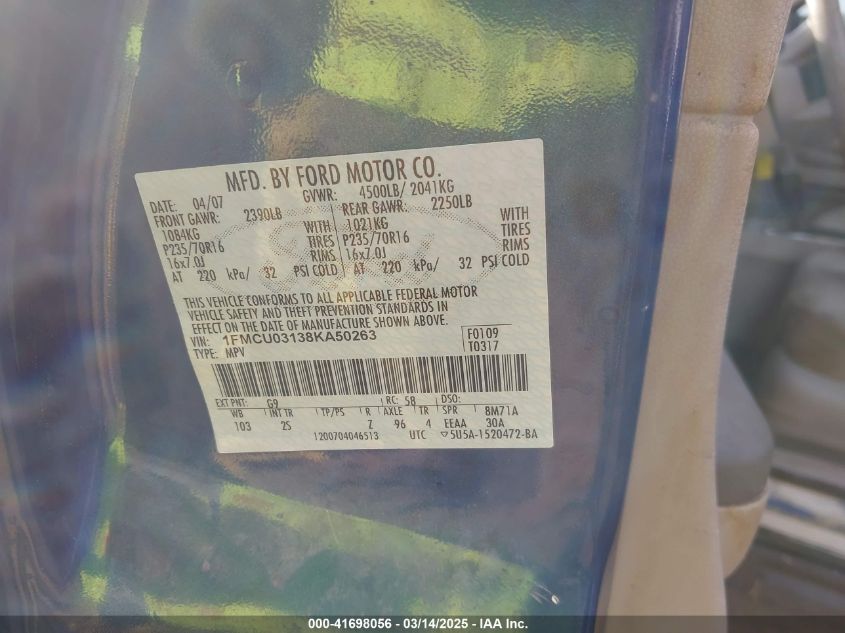 MFD. BY FORD MOTOR CO.
DATE: 04/07 GVWR: 4500LB/ 2041KG
FRONT GAWR: 2390LB REAR GAWR: 2250LB
1084KG WITH 1021KG WITH
P235/70R16 TIRES P235/70R16 TIRES
16x7.0J RIMS 16x7.0J RIMS
AT 220 kPa/ 32 PSI COLD AT 220 kPa/ 32 PSI COLD
THIS VEHICLE CONFORMS TO ALL APPLICABLE FEDERAL MOTOR
VEHICLE SAFETY AND THEFT PREVENTION STANDARDS IN
EFFECT ON THE DATE OF MANUFACTURE SHOWN ABOVE.
VIN: 1FMCU03138KA50263 F0109
TYPE: MPV T0317
EXT PNT: G9 RC: 58 DSO:
WB INT TR TP/PS R AXLE TR SPR 8M71A
103 2S Z 96 4 EEAA 30A
1200704046513 UTC ▽5U5A-1520472-BA
000-41698056 - 03/14/2025 - IAA Inc.